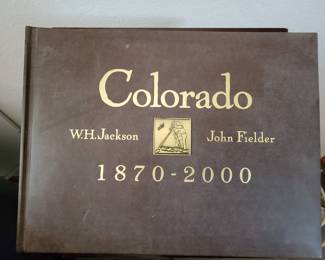 Colorado
W.H. Jackson John Fielder
1870-2000